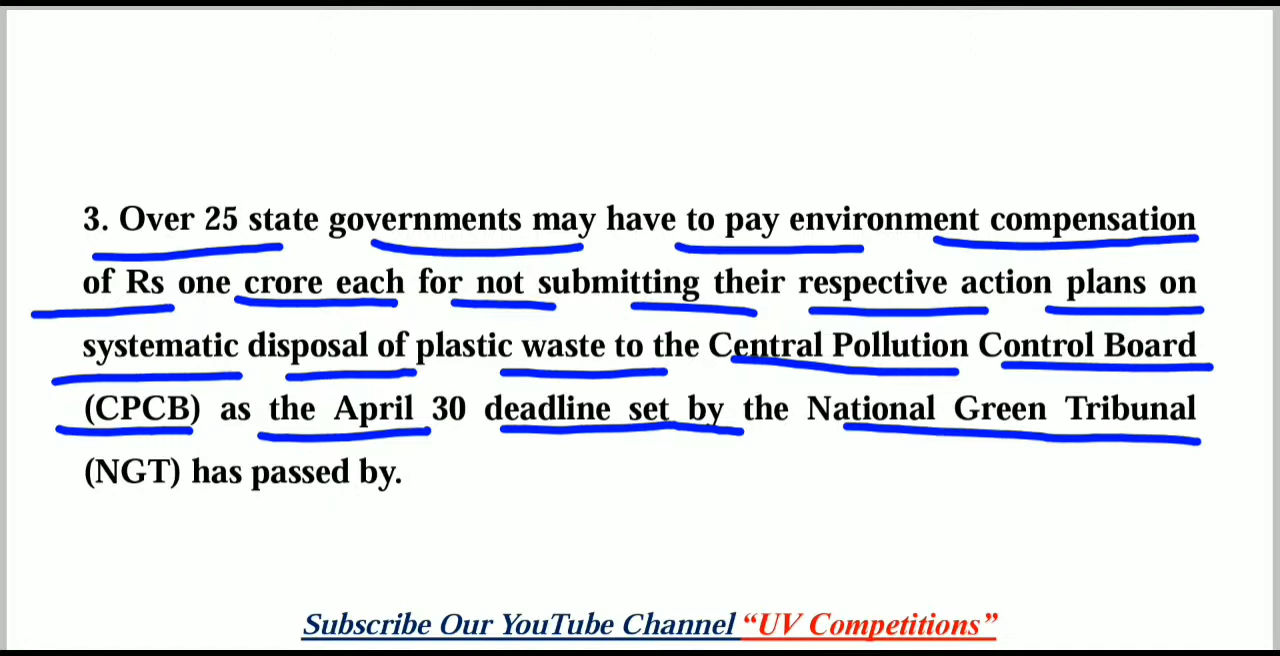 3. Over 25 state governments may have to pay environment compensation
of Rs one crore each for not submitting their respective action plans on
systematic disposal of plastic waste to the Central Pollution Control Board
(CPCB) as the April 30 deadline set by the National Green Tribunal
(NGT) has passed by.
Subscribe Our YouTube Channel “UV Competitions”